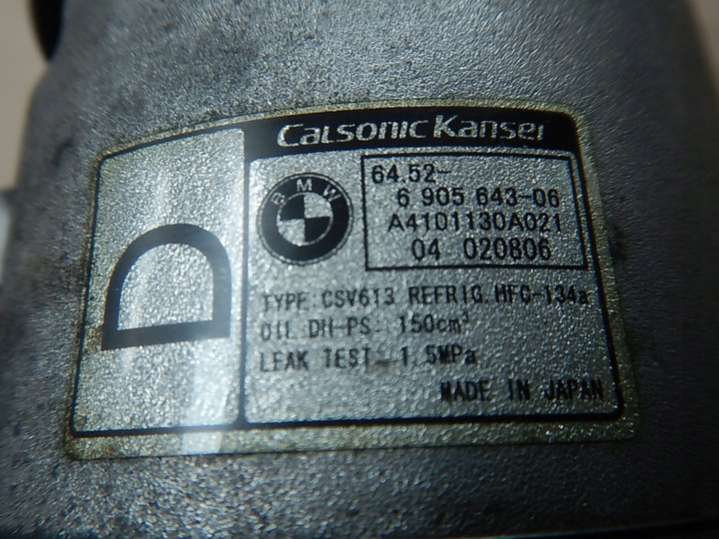 Calsonic Kansei
BMW
64.52-
6 905 643-06
A4101130A021
04 020806
D
TYPE: CSV613 REFRIG. HFC-134a
OIL DH-PS: 150cm³
LEAK TEST-1.5MPa
MADE IN JAPAN